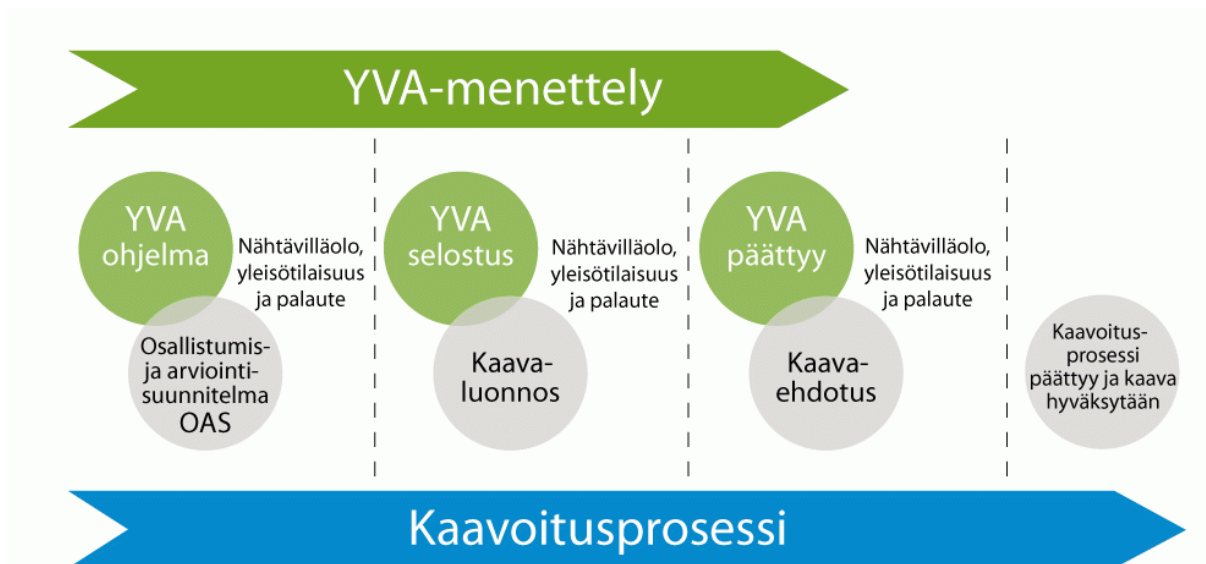 YVA-menettely
YVA
ohjelma
Nähtävilläolo,
yleisötilaisuus
ja palaute
Osallistumis-
ja arviointi-
suunnitelma
OAS
YVA
selostus
Nähtävilläolo,
yleisötilaisuus
ja palaute
Kaava-
luonnos
YVA
päättyy
Nähtävilläolo,
yleisötilaisuus
ja palaute
Kaava-
ehdotus
Kaavoitus-
prosessi
päättyy ja kaava
hyväksytään
Kaavoitusprosessi